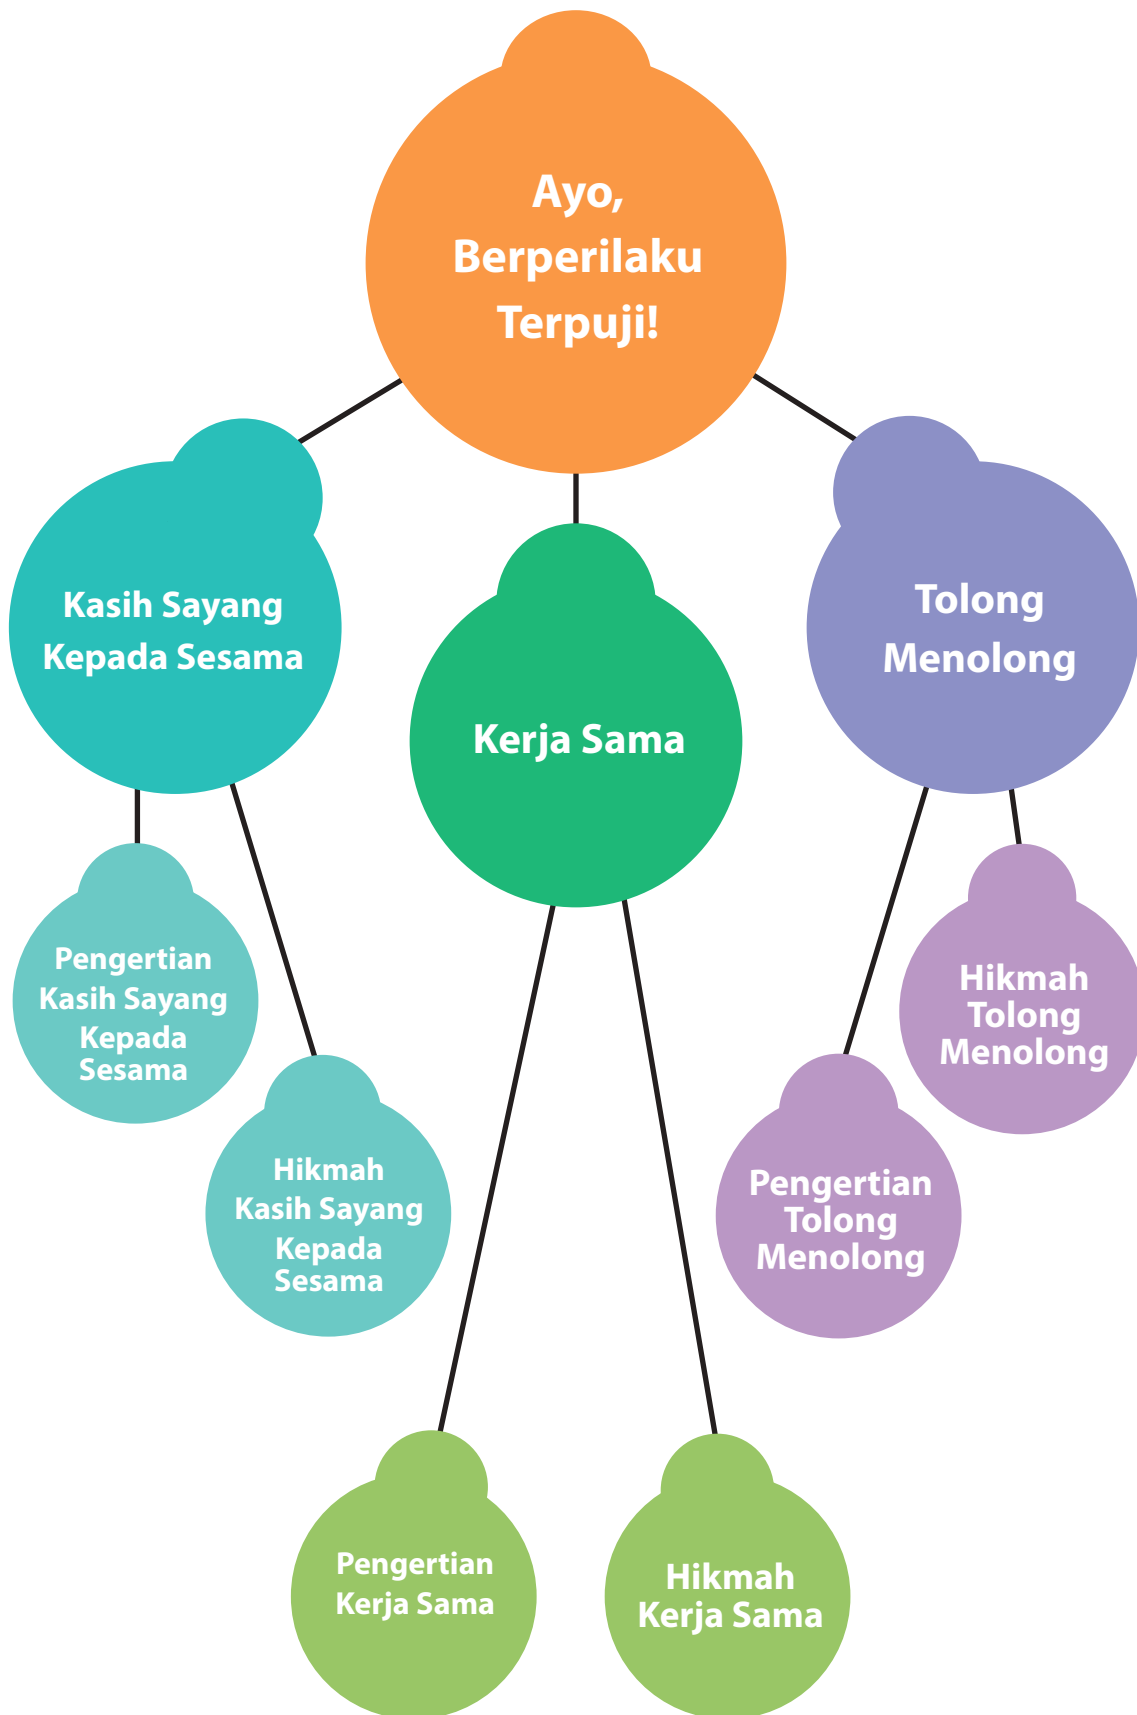 Ayo,
Berperilaku
Terpuji!
Kasih Sayang
Kepada Sesama
Kerja Sama
Tolong
Menolong
Pengertian
Kasih Sayang
Kepada
Sesama
Hikmah
Kasih Sayang
Kepada
Sesama
Pengertian
Kerja Sama
Hikmah
Kerja Sama
Pengertian
Tolong
Menolong
Hikmah
Tolong
Menolong